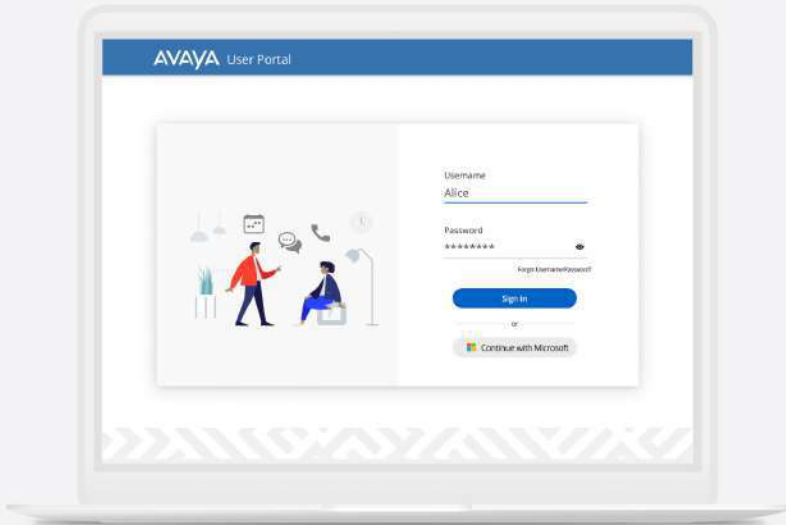 AVAYA User Portal
Username
Alice
Password
********
Forgot Username/Password?
Sign In
or
Continue with Microsoft